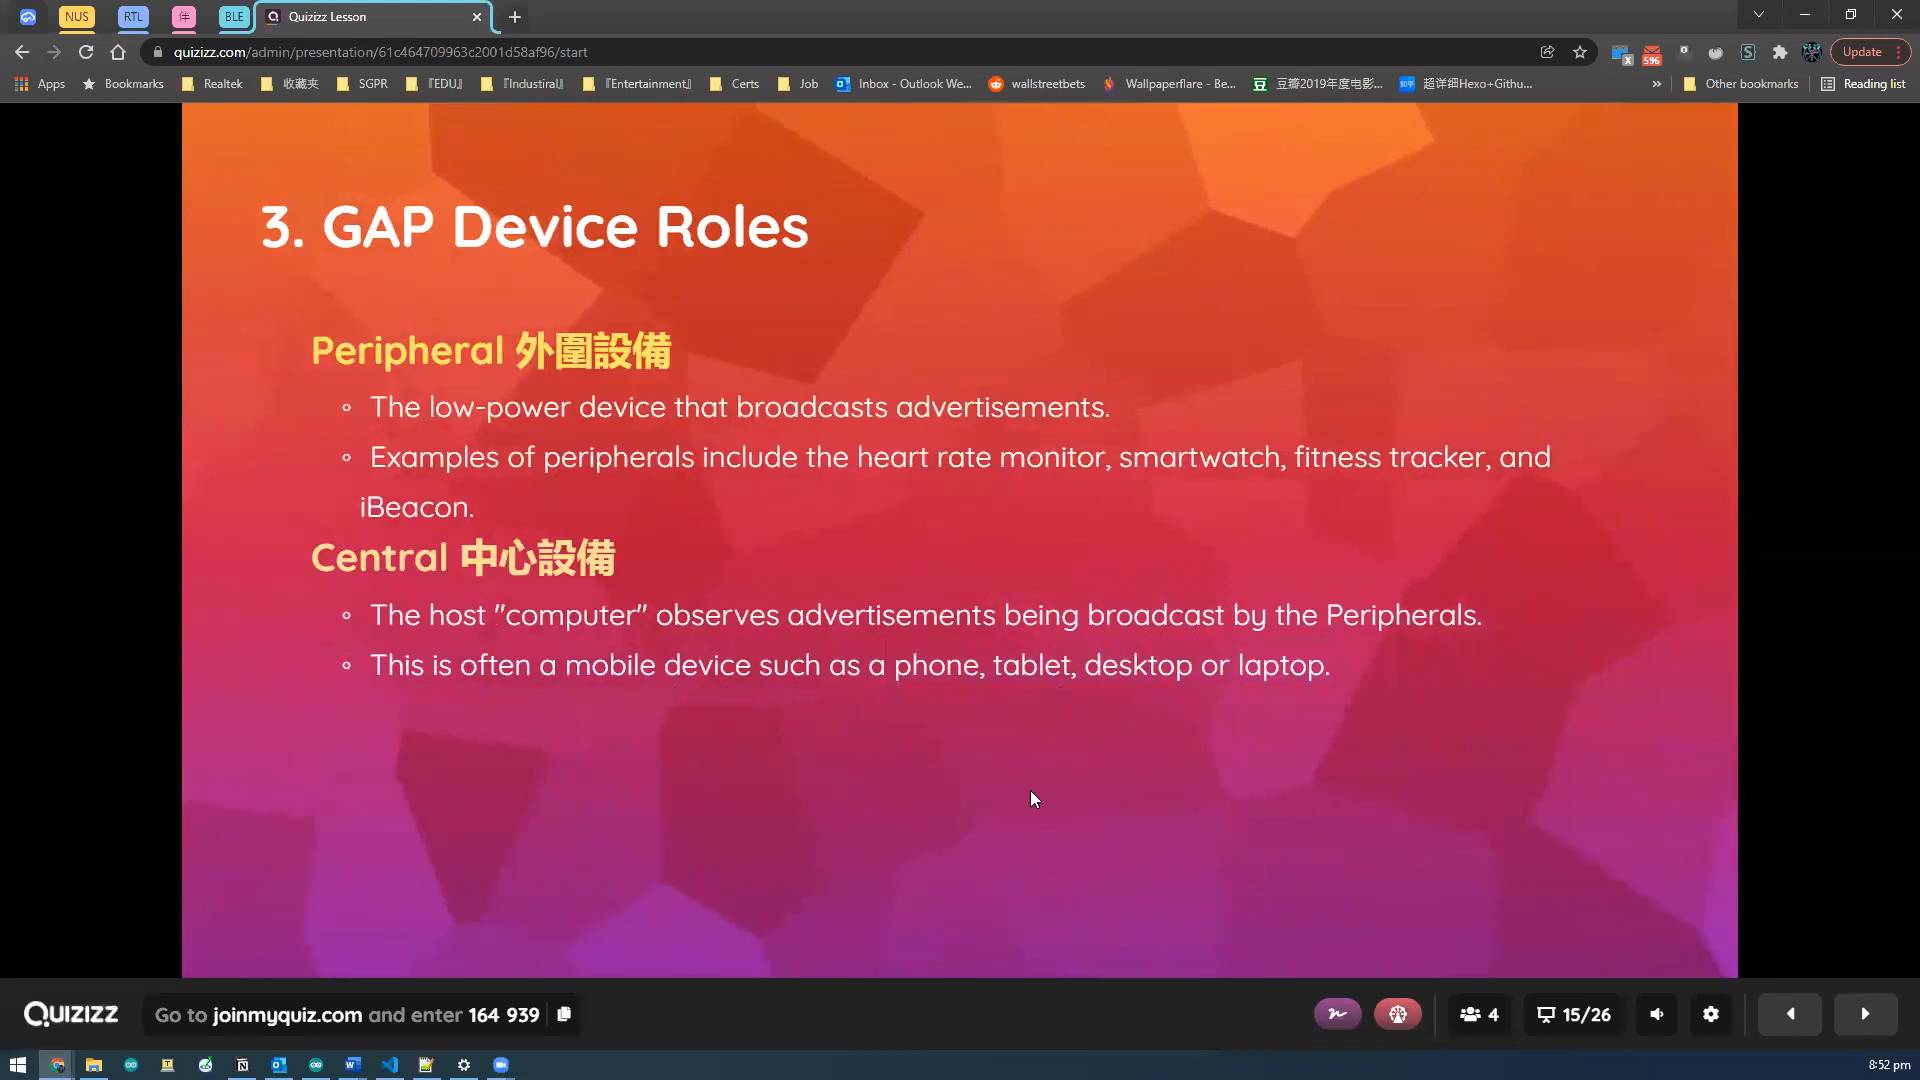 NUS
RTL
伴
BLE
Quizizz Lesson
quizizz.com/admin/presentation/61c464709963c2001d58af96/start
596
Update
Apps
Bookmarks
Realtek
收藏夹
SGPR
『EDU』
『Industiral』
『Entertainment』
Certs
Job
Inbox - Outlook We...
wallstreetbets
Wallpaperflare - Be...
豆瓣2019年度电影...
超详细Hexo+Githu...
»
Other bookmarks
Reading list
3. GAP Device Roles
Peripheral 外圍設備
◦ The low-power device that broadcasts advertisements.
◦ Examples of peripherals include the heart rate monitor, smartwatch, fitness tracker, and
iBeacon.
Central 中心設備
◦ The host "computer" observes advertisements being broadcast by the Peripherals.
◦ This is often a mobile device such as a phone, tablet, desktop or laptop.
Quizizz
Go to joinmyquiz.com and enter 164 939
4
15/26
8:52 pm